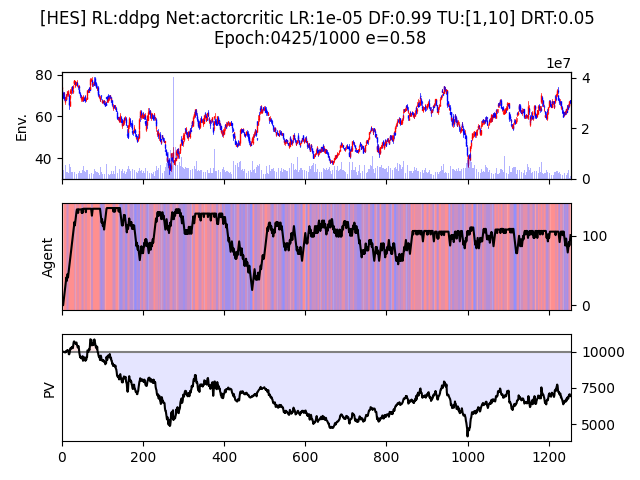 [HES] RL:ddpg Net:actorcritic LR:1e-05 DF:0.99 TU:[1,10] DRT:0.05
Epoch:0425/1000 e=0.58
1e7
80
60
40
Env.
4
2
0
Agent
100
0
PV
10000
7500
5000
0 200 400 600 800 1000 1200